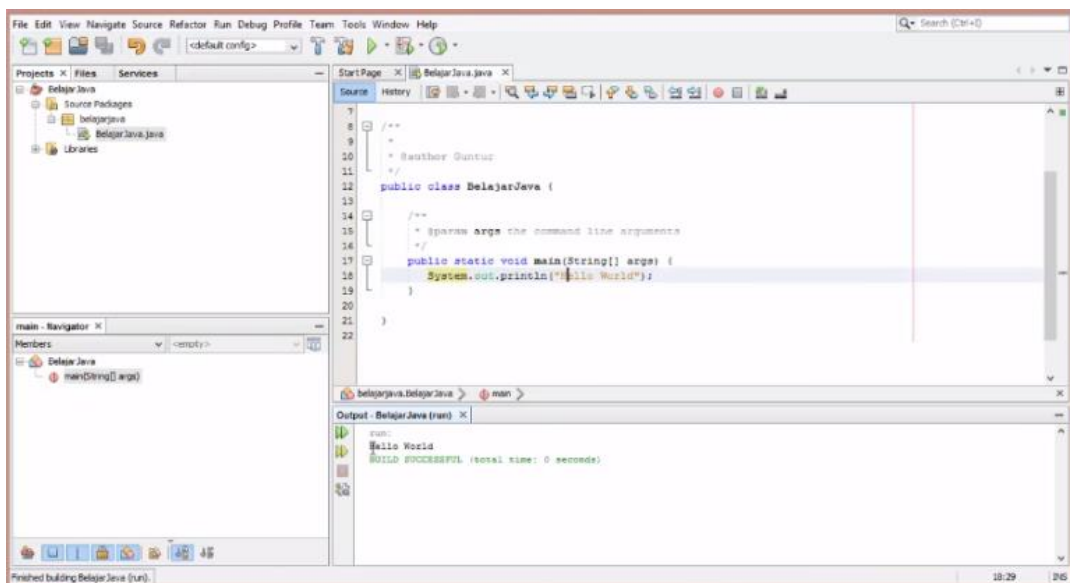 File Edit View Navigate Source Refactor Run Debug Profile Team Tools Window Help
Search (Ctrl+I)
<default config>
Projects Files Services
BelajarJava
Source Packages
belajarjava
BelajarJava.java
Libraries
Start Page BelajarJava.java
Source History
7
8 /**
9 *
10 * @author Guntur
11 */
12 public class BelajarJava {
13
14 /**
15 * @param args the command line arguments
16 */
17 public static void main(String[] args) {
18 System.out.println("Hello World");
19 }
20
21 }
22
main - Navigator
Members <empty>
BelajarJava
main(String[] args)
belajarjava.BelajarJava main
Output - BelajarJava (run)
run:
Hello World
BUILD SUCCESSFUL (total time: 0 seconds)
Finished building BelajarJava (run).
18:29 INS